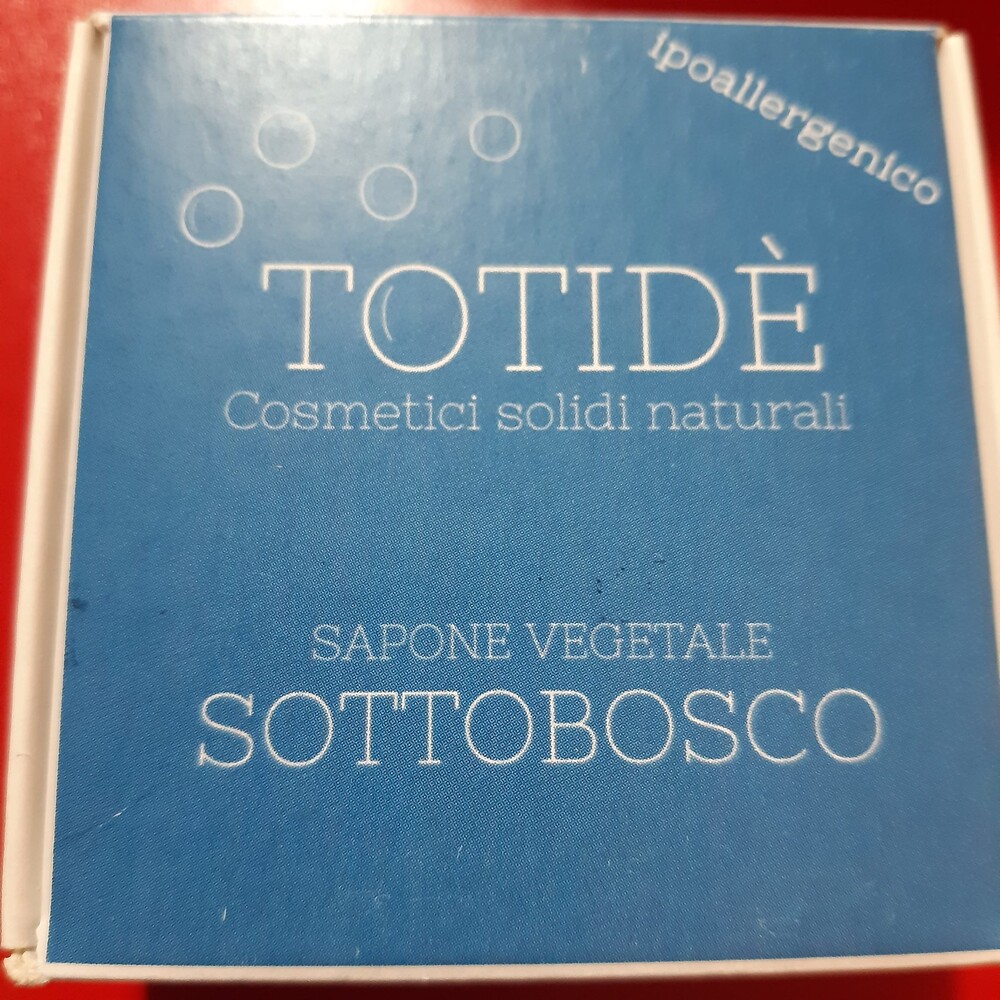 ipoallergenico
TOTIDÈ
Cosmetici solidi naturali
SAPONE VEGETALE
SOTTOBOSCO